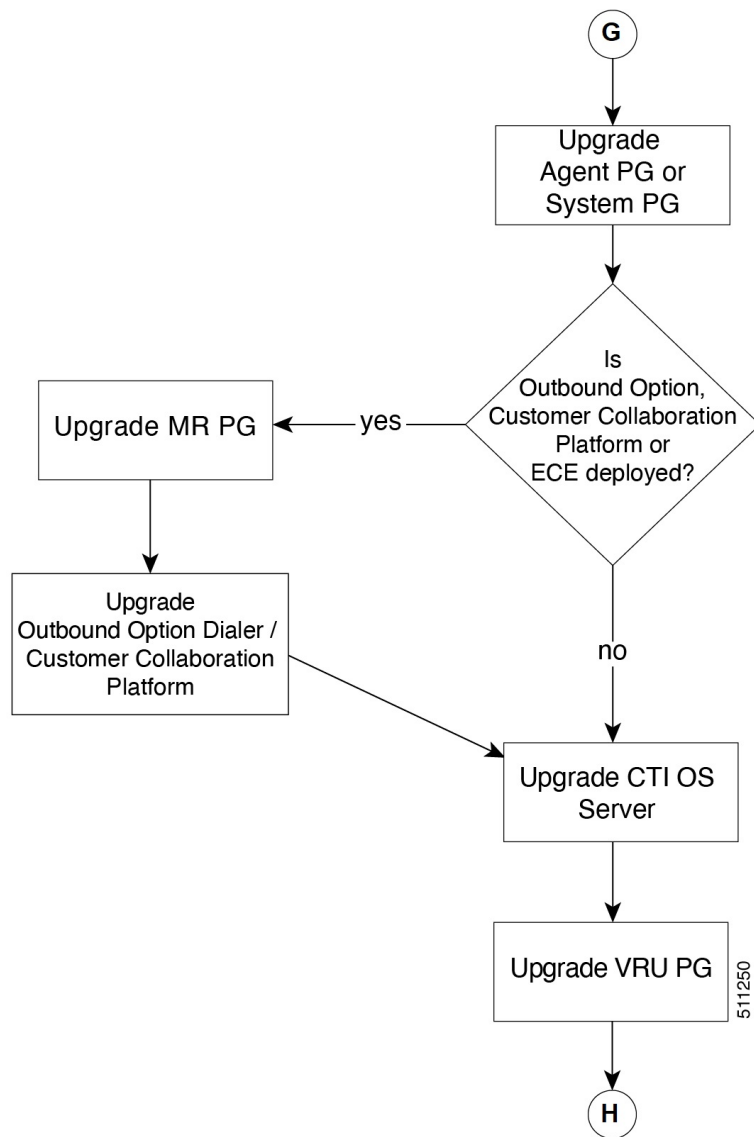 G
Upgrade
Agent PG or
System PG
Is
Outbound Option,
Customer Collaboration
Platform or
ECE deployed?
yes
Upgrade MR PG
Upgrade
Outbound Option Dialer /
Customer Collaboration
Platform
no
Upgrade CTI OS
Server
Upgrade VRU PG
511250
H